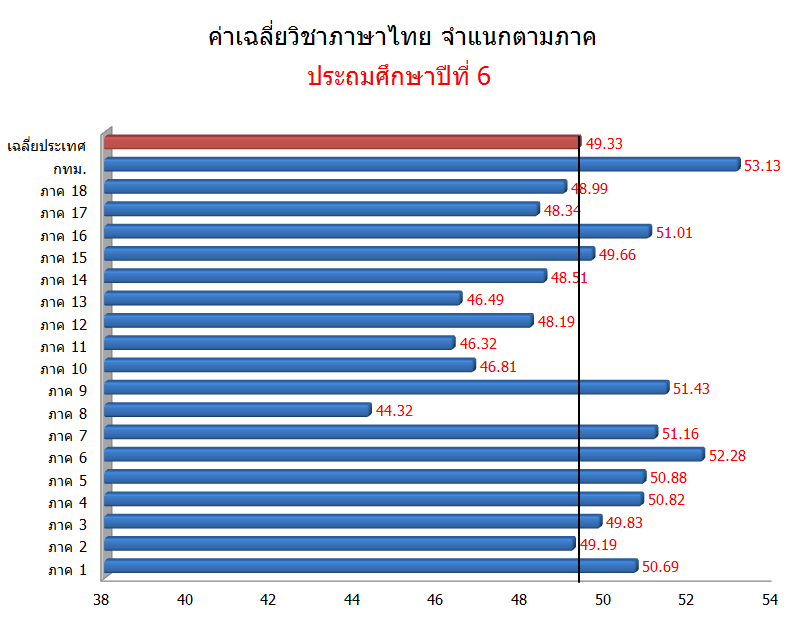 ค่าเฉลี่ยวิชาภาษาไทย จำแนกตามภาค
ประถมศึกษาปีที่ 6
เฉลี่ยประเทศ 49.33
กทม. 53.13
ภาค 18 48.99
ภาค 17 48.34
ภาค 16 51.01
ภาค 15 49.66
ภาค 14 48.51
ภาค 13 46.49
ภาค 12 48.19
ภาค 11 46.32
ภาค 10 46.81
ภาค 9 51.43
ภาค 8 44.32
ภาค 7 51.16
ภาค 6 52.28
ภาค 5 50.88
ภาค 4 50.82
ภาค 3 49.83
ภาค 2 49.19
ภาค 1 50.69
38 40 42 44 46 48 50 52 54